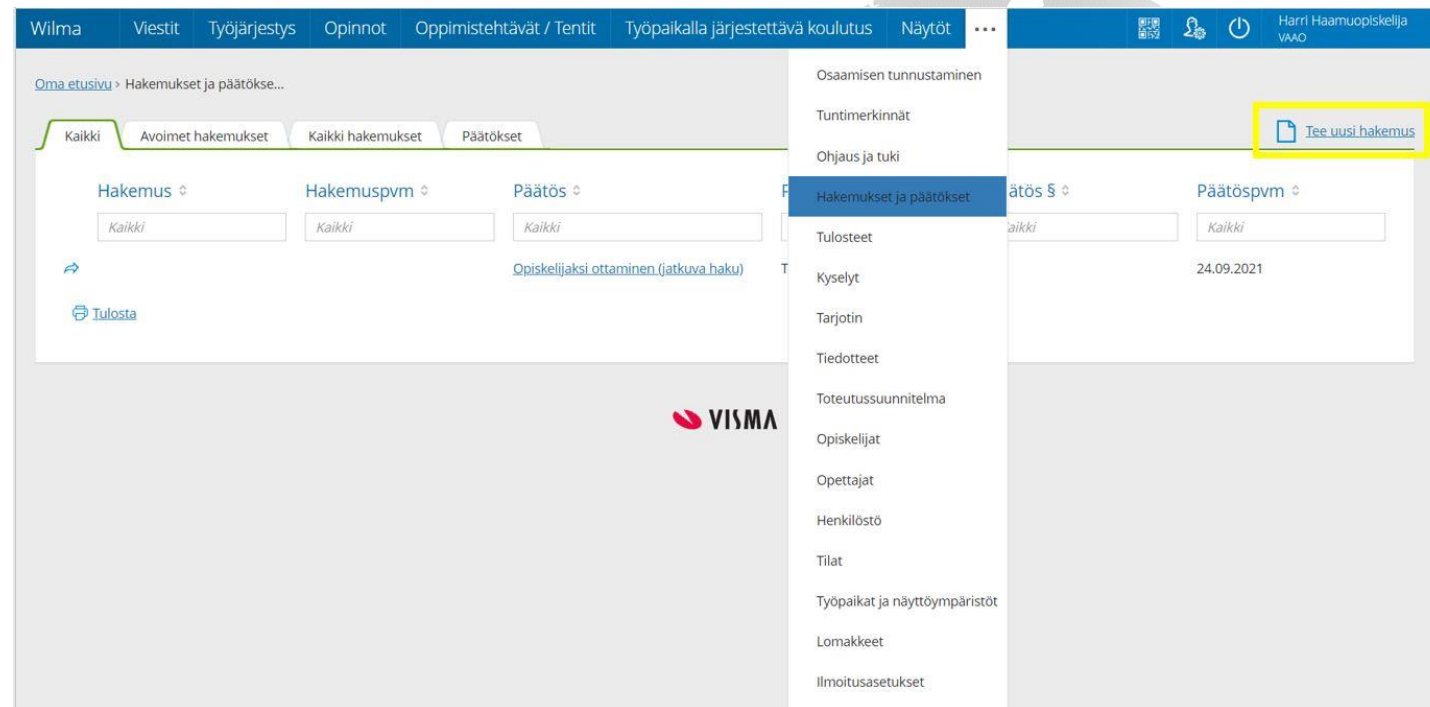 Wilma Viestit Työjärjestys Opinnot Oppimistehtävät / Tentit Työpaikalla järjestettävä koulutus Näytöt ... Harri Haamuopiskelija
VAAO
Oma etusivu › Hakemukset ja päätökse...
Kaikki Avoimet hakemukset Kaikki hakemukset Päätökset
Tee uusi hakemus
Hakemus Hakemuspvm Päätös ätös § Päätöspvm
Kaikki Kaikki Kaikki aikki Kaikki
Opiskelijaksi ottaminen (jatkuva haku) T 24.09.2021
Tulosta
VISMA
Osaamisen tunnustaminen
Tuntimerkinnät
Ohjaus ja tuki
Hakemukset ja päätökset
Tulosteet
Kyselyt
Tarjotin
Tiedotteet
Toteutussuunnitelma
Opiskelijat
Opettajat
Henkilöstö
Tilat
Työpaikat ja näyttöympäristöt
Lomakkeet
Ilmoitusasetukset